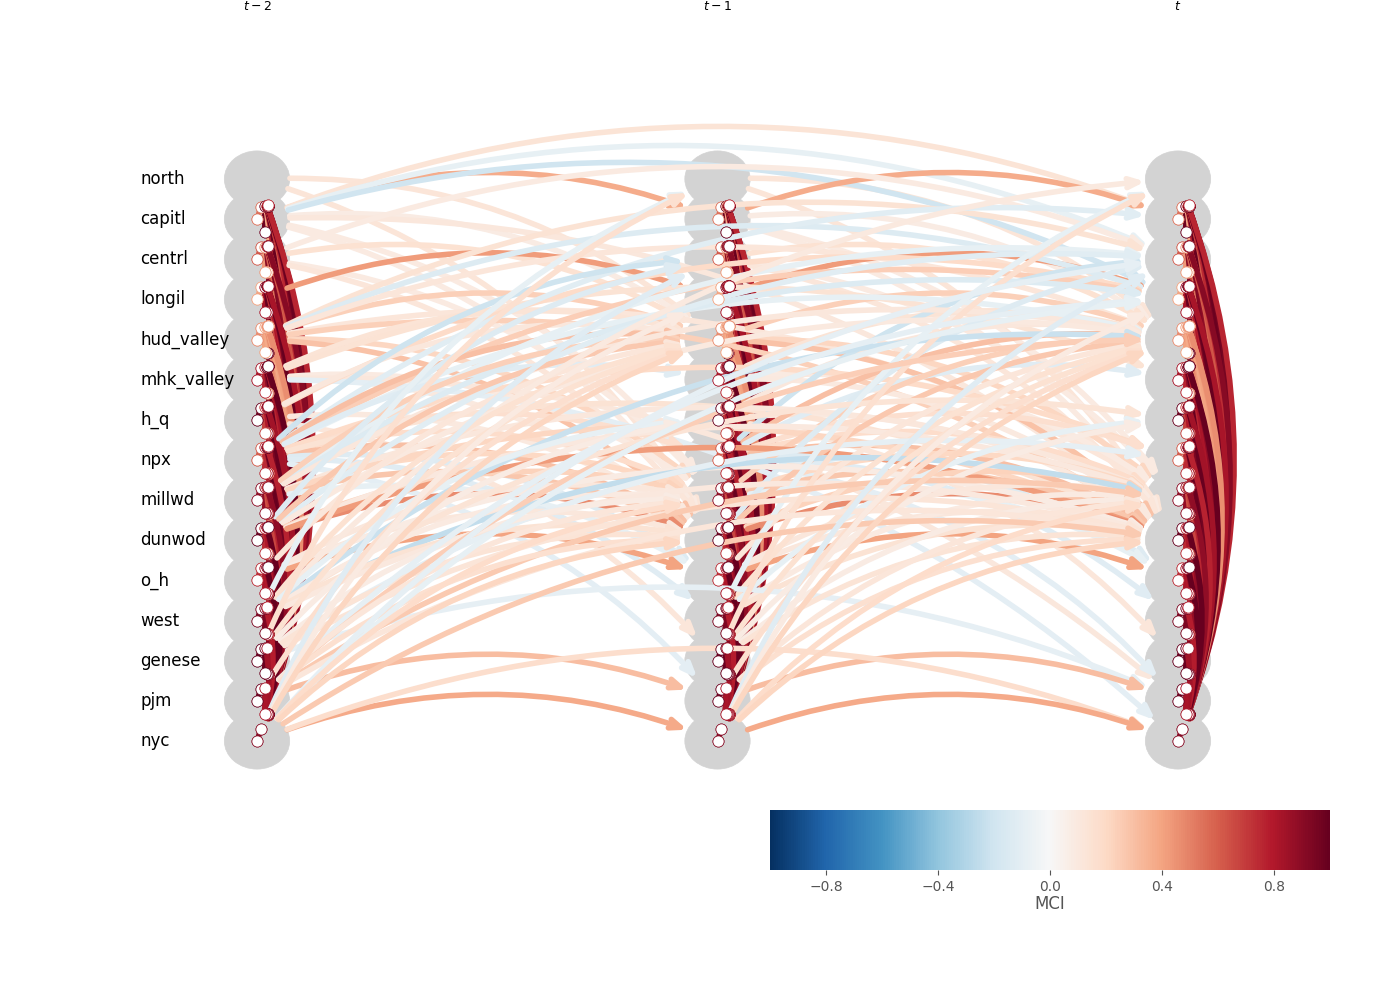 t − 2
t − 1
t
north
capitl
centrl
longil
hud_valley
mhk_valley
h_q
npx
millwd
dunwod
o_h
west
genese
pjm
nyc
−0.8
−0.4
0.0
0.4
0.8
MCI